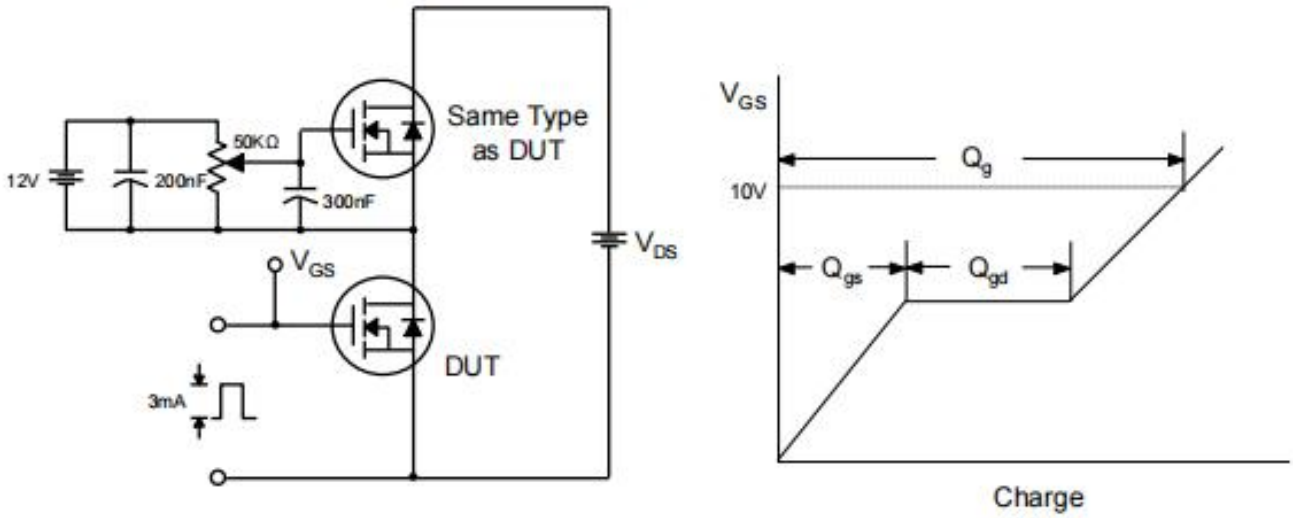 12V
200nF
50KΩ
300nF
Same Type
as DUT
V_DS
V_GS
DUT
3mA
V_GS
10V
Q_g
Q_gs
Q_gd
Charge